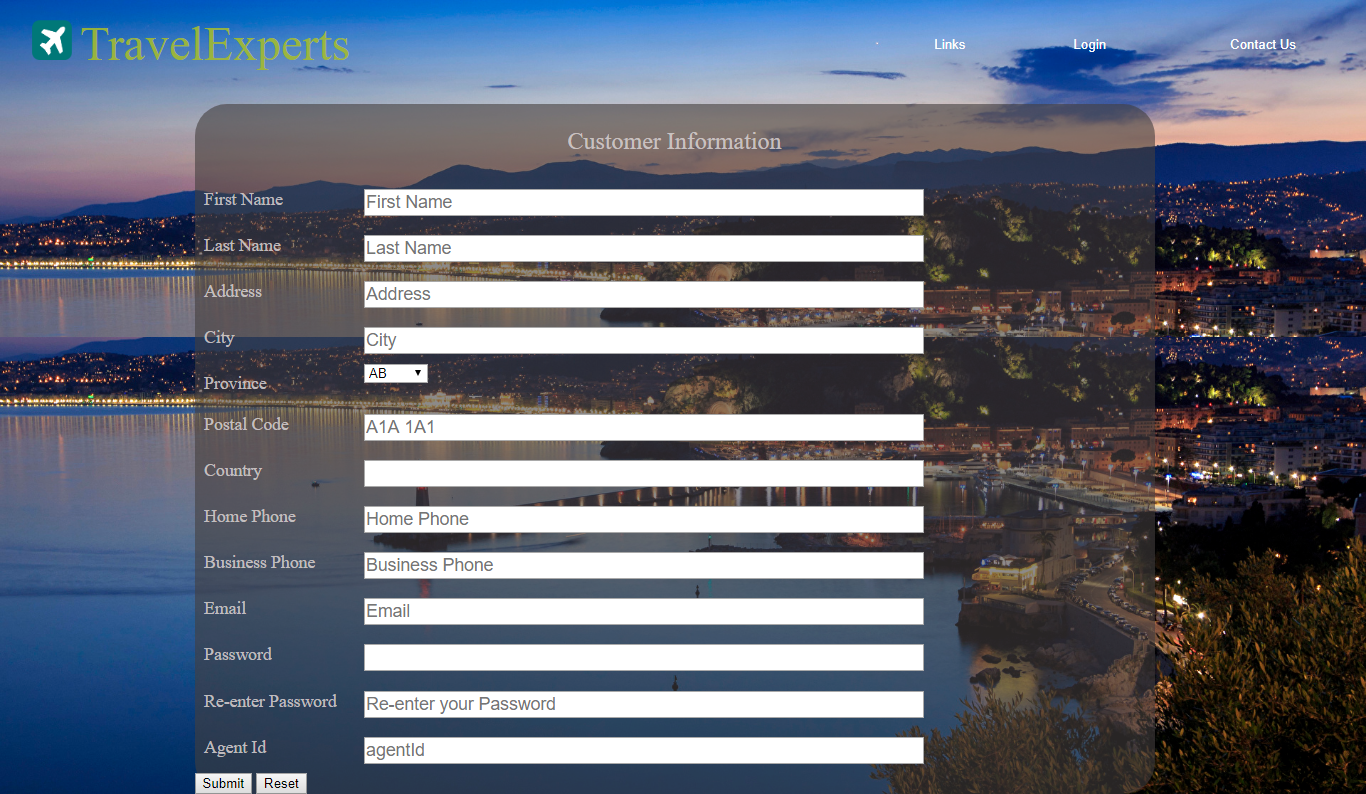 TravelExperts
Links Login Contact Us
Customer Information
First Name First Name
Last Name Last Name
Address Address
City City
Province AB
Postal Code A1A 1A1
Country
Home Phone Home Phone
Business Phone Business Phone
Email Email
Password
Re-enter Password Re-enter your Password
Agent Id agentId
Submit Reset